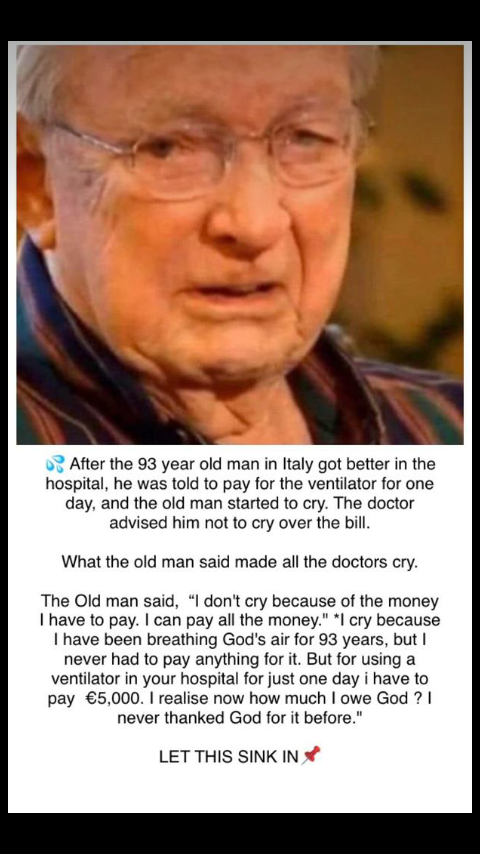 💦 After the 93 year old man in Italy got better in the
hospital, he was told to pay for the ventilator for one
day, and the old man started to cry. The doctor
advised him not to cry over the bill.
What the old man said made all the doctors cry.
The Old man said,  “I don't cry because of the money
I have to pay. I can pay all the money." *I cry because
I have been breathing God's air for 93 years, but I
never had to pay anything for it. But for using a
ventilator in your hospital for just one day i have to
pay  €5,000. I realise now how much I owe God ? I
never thanked God for it before."
LET THIS SINK IN📌